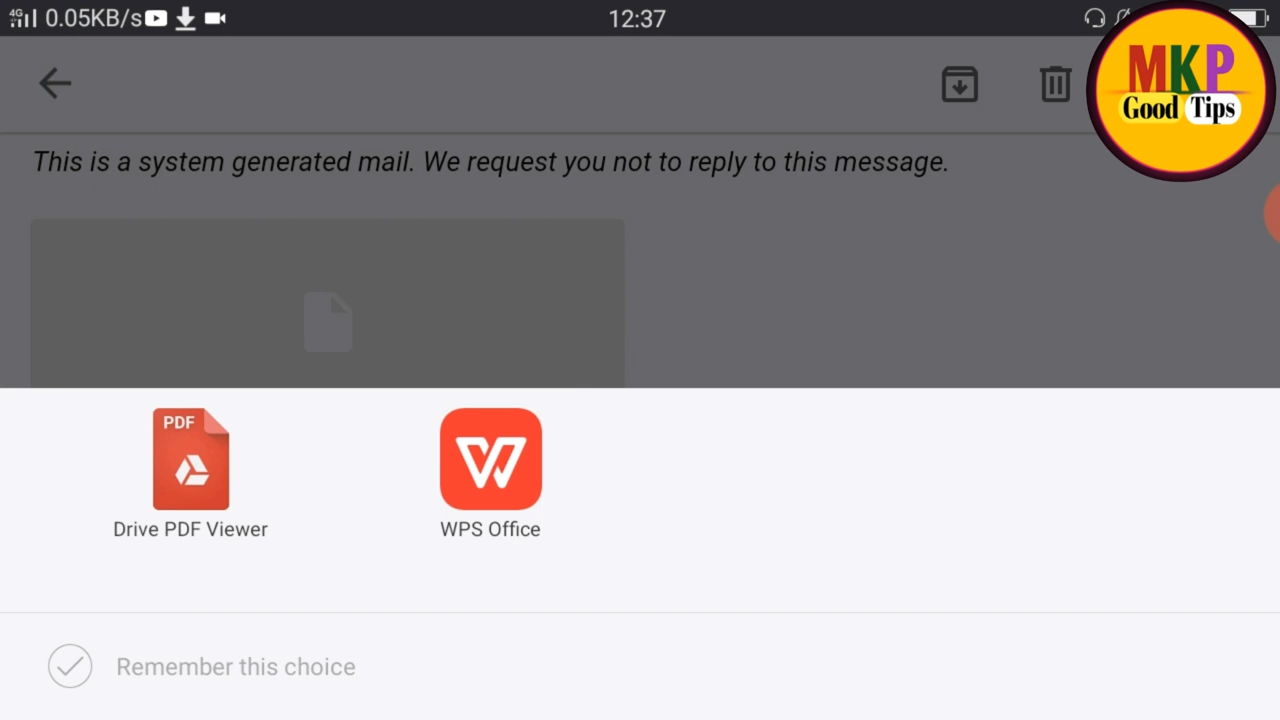 4G 0.05KB/s 12:37
MKP
Good Tips
This is a system generated mail. We request you not to reply to this message.
PDF
Drive PDF Viewer
WPS Office
Remember this choice